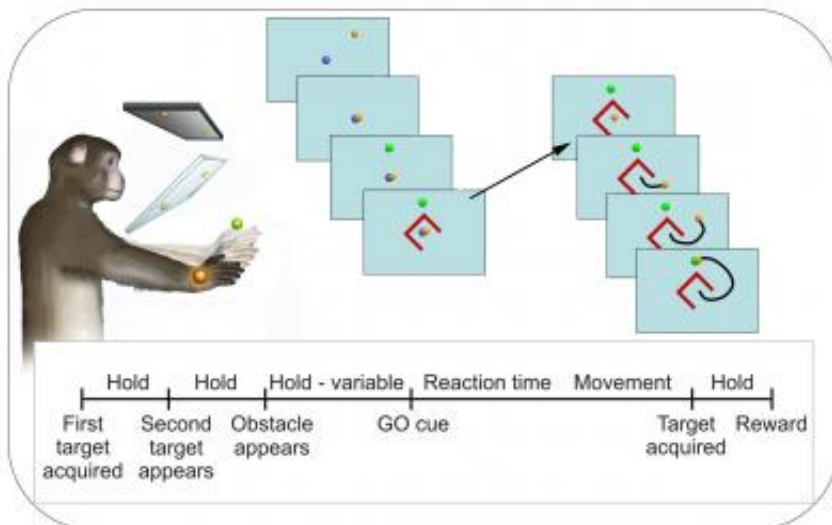 Hold Hold Hold - variable Reaction time Movement Hold
First target acquired
Second target appears
Obstacle appears
GO cue
Target acquired
Reward